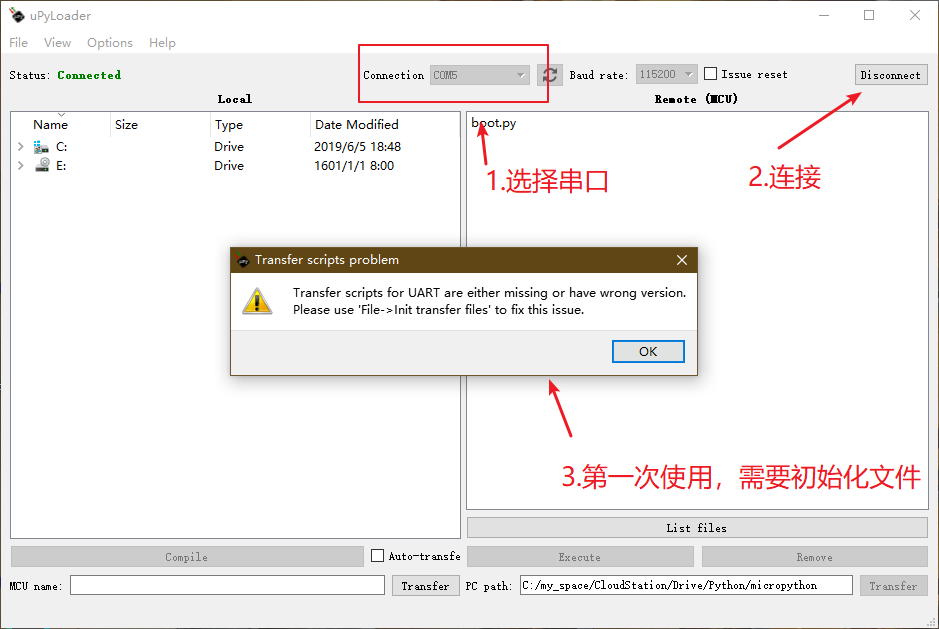 uPyLoader
File View Options Help
Status: Connected
Connection COM5 Baud rate: 115200 Issue reset Disconnect
Local
Remote (MCU)
Name Size Type Date Modified
C: Drive 2019/6/5 18:48
E: Drive 1601/1/1 8:00
boot.py
1.选择串口
2.连接
Transfer scripts problem
Transfer scripts for UART are either missing or have wrong version.
Please use 'File->Init transfer files' to fix this issue.
OK
3.第一次使用，需要初始化文件
List files
Compile Auto-transfe Execute Remove
MCU name: Transfer PC path: C:/my_space/CloudStation/Drive/Python/micropython Transfer